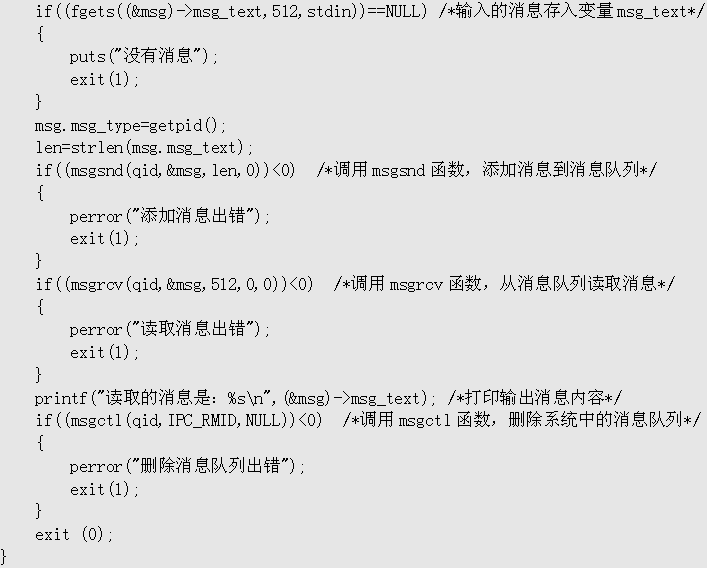 if((fgets((&msg)->msg_text,512,stdin))==NULL) /*输入的消息存入变量msg_text*/
{
puts("没有消息");
exit(1);
}
msg.msg_type=getpid();
len=strlen(msg.msg_text);
if((msgsnd(qid,&msg,len,0))<0) /*调用msgsnd函数，添加消息到消息队列*/
{
perror("添加消息出错");
exit(1);
}
if((msgrcv(qid,&msg,512,0,0))<0) /*调用msgrcv函数，从消息队列读取消息*/
{
perror("读取消息出错");
exit(1);
}
printf("读取的消息是：%s\n",(&msg)->msg_text); /*打印输出消息内容*/
if((msgctl(qid,IPC_RMID,NULL))<0) /*调用msgctl函数，删除系统中的消息队列*/
{
perror("删除消息队列出错");
exit(1);
}
exit (0);
}